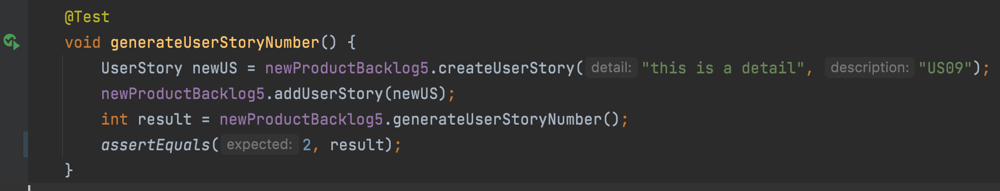 @Test
void generateUserStoryNumber() {
UserStory newUS = newProductBacklog5.createUserStory( detail: "this is a detail", description: "US09");
newProductBacklog5.addUserStory(newUS);
int result = newProductBacklog5.generateUserStoryNumber();
assertEquals( expected: 2, result);
}